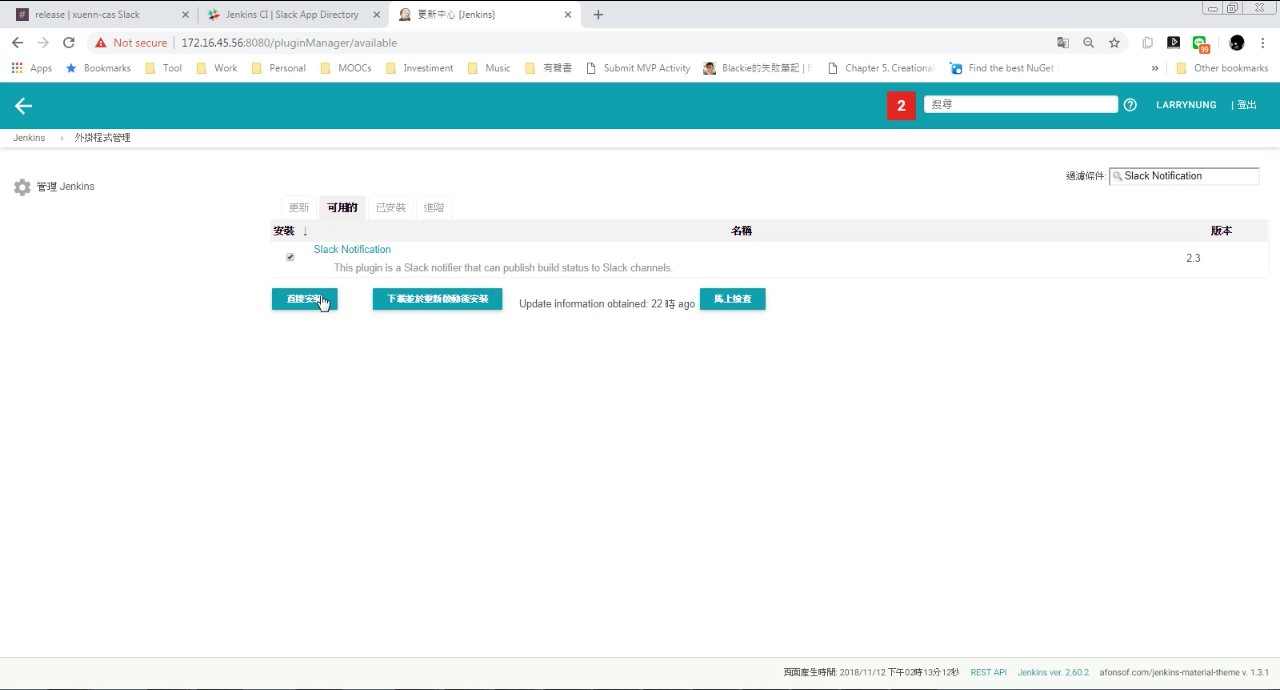 release | xuenn-cas Slack
Jenkins CI | Slack App Directory
更新中心 [Jenkins]
Not secure | 172.16.45.56:8080/pluginManager/available
99
Apps Bookmarks Tool Work Personal MOOCs Investiment Music 有聲書 Submit MVP Activity Blackie的失敗筆記 | Chapter 5. Creationa Find the best NuGet » Other bookmarks
2 搜尋 LARRYNUNG | 登出
Jenkins › 外掛程式管理
管理 Jenkins
過濾條件: Slack Notification
更新 可用的 已安裝 進階
安裝 ↓ 名稱 版本
Slack Notification
This plugin is a Slack notifier that can publish build status to Slack channels.
2.3
直接安裝 下載並於重新啟動後安裝 Update information obtained: 22 時 ago 馬上檢查
頁面產生時間: 2018/11/12 下午02時13分12秒 REST API Jenkins ver. 2.60.2 afonsof.com/jenkins-material-theme v. 1.3.1